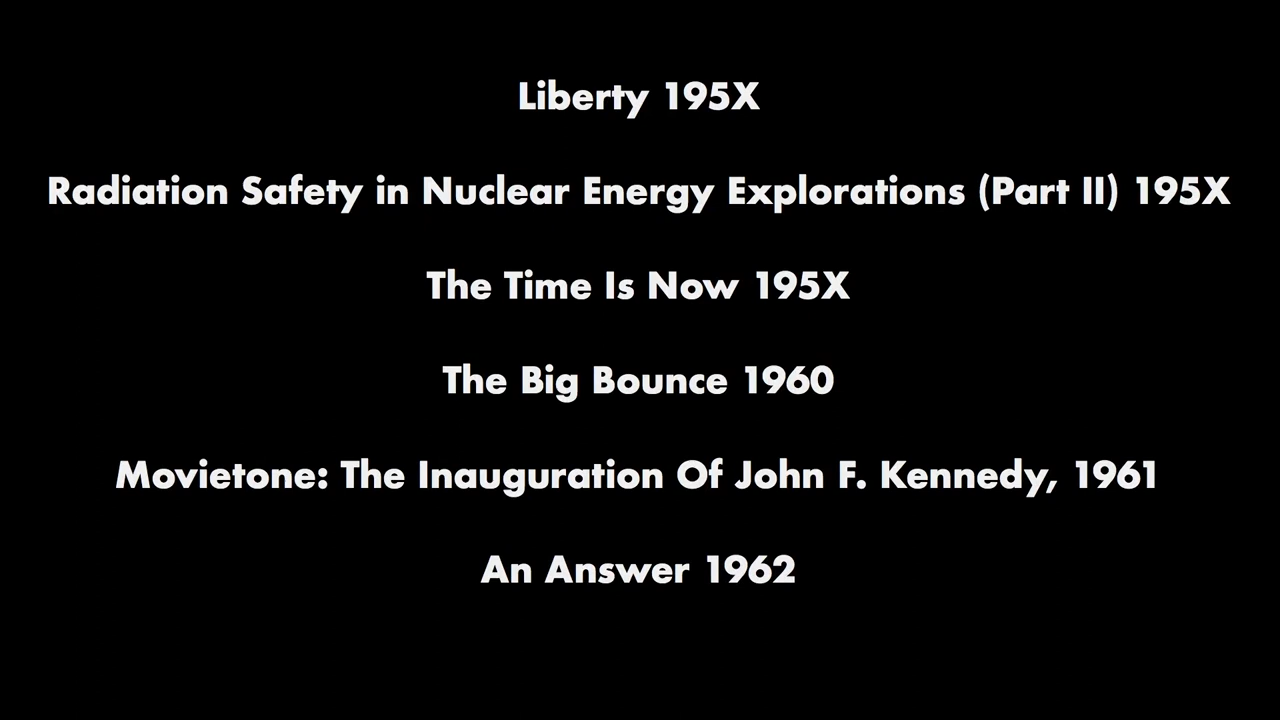 Liberty 195X
Radiation Safety in Nuclear Energy Explorations (Part II) 195X
The Time Is Now 195X
The Big Bounce 1960
Movietone: The Inauguration Of John F. Kennedy, 1961
An Answer 1962